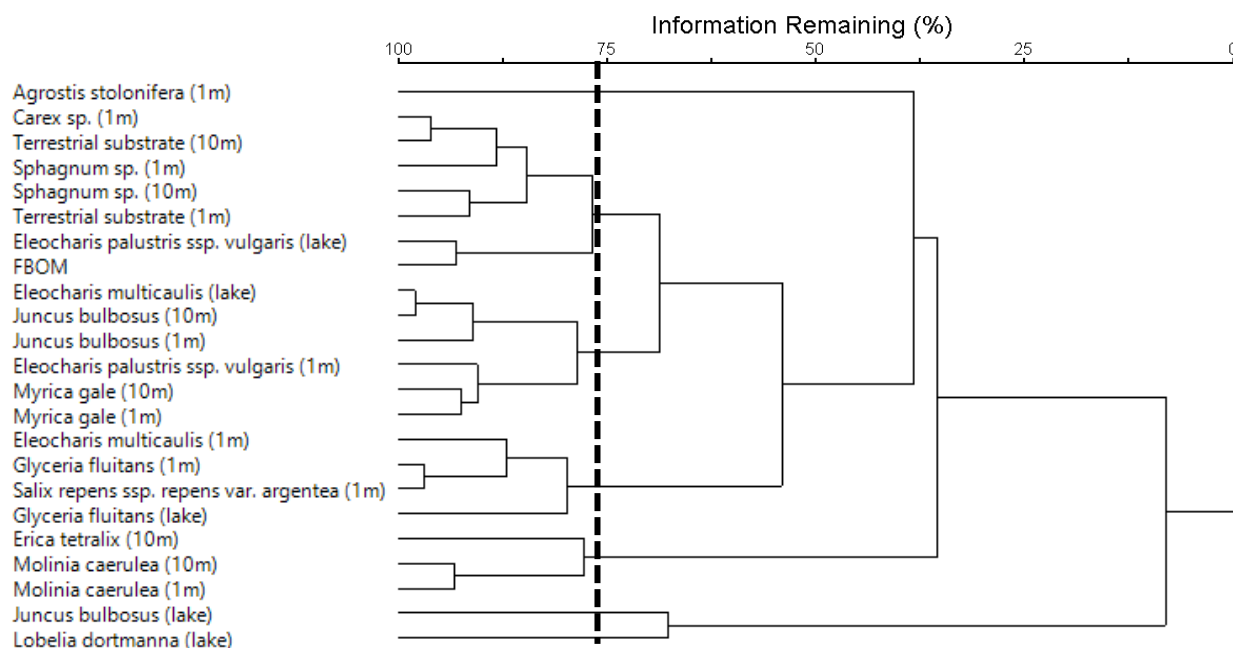 Information Remaining (%)
100 75 50 25 0
Agrostis stolonifera (1m)
Carex sp. (1m)
Terrestrial substrate (10m)
Sphagnum sp. (1m)
Sphagnum sp. (10m)
Terrestrial substrate (1m)
Eleocharis palustris ssp. vulgaris (lake)
FBOM
Eleocharis multicaulis (lake)
Juncus bulbosus (10m)
Juncus bulbosus (1m)
Eleocharis palustris ssp. vulgaris (1m)
Myrica gale (10m)
Myrica gale (1m)
Eleocharis multicaulis (1m)
Glyceria fluitans (1m)
Salix repens ssp. repens var. argentea (1m)
Glyceria fluitans (lake)
Erica tetralix (10m)
Molinia caerulea (10m)
Molinia caerulea (1m)
Juncus bulbosus (lake)
Lobelia dortmanna (lake)